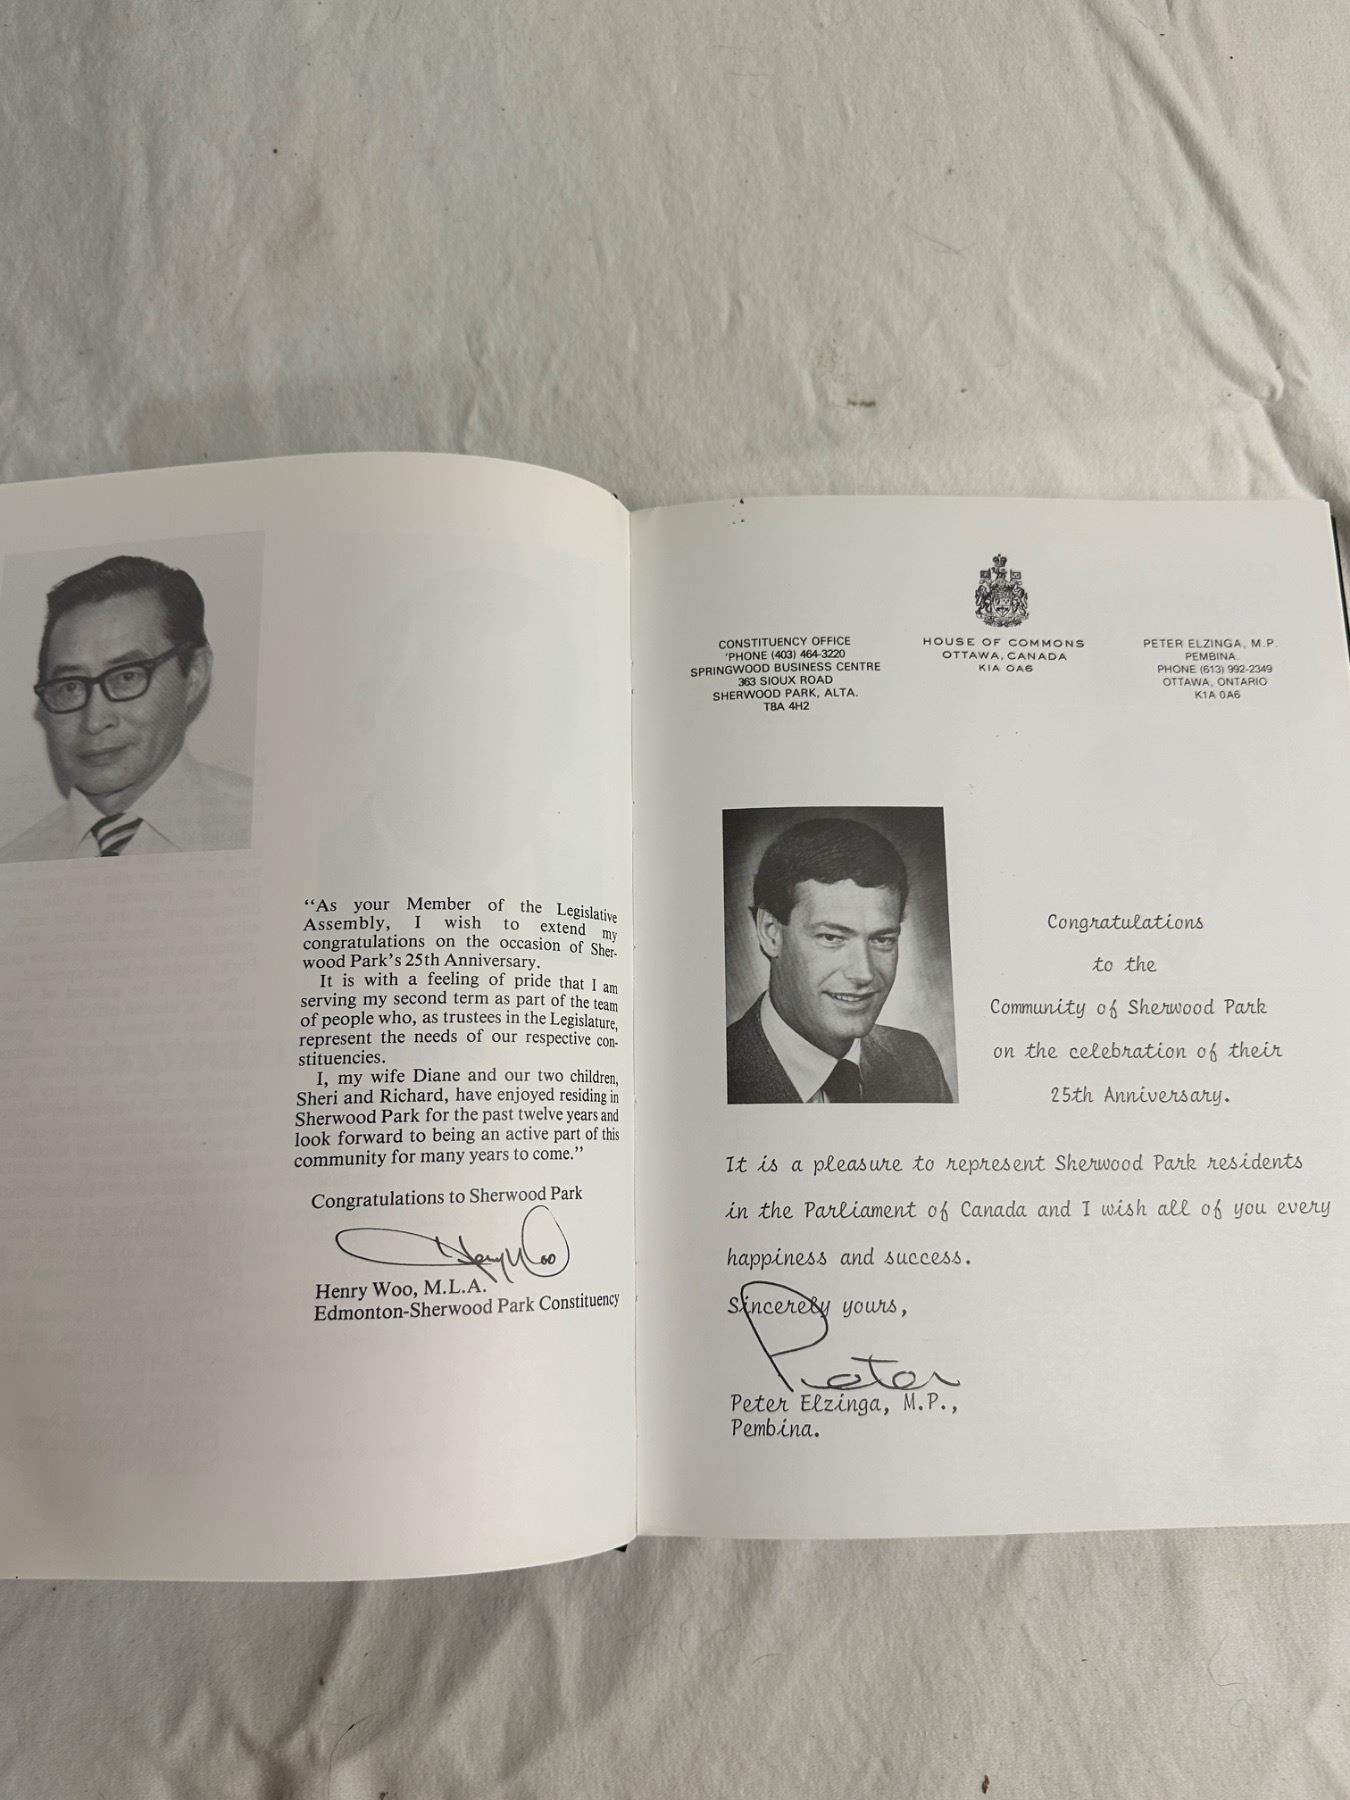 “As your Member of the Legislative
Assembly, I wish to extend my
congratulations on the occasion of Sher-
wood Park's 25th Anniversary.
It is with a feeling of pride that I am
serving my second term as part of the team
of people who, as trustees in the Legislature,
represent the needs of our respective con-
stituencies.
I, my wife Diane and our two children,
Sheri and Richard, have enjoyed residing in
Sherwood Park for the past twelve years and
look forward to being an active part of this
community for many years to come.”
Congratulations to Sherwood Park
Henry Woo
Henry Woo, M.L.A.
Edmonton-Sherwood Park Constituency
CONSTITUENCY OFFICE
'PHONE (403) 464-3220
SPRINGWOOD BUSINESS CENTRE
363 SIOUX ROAD
SHERWOOD PARK, ALTA.
T8A 4H2
HOUSE OF COMMONS
OTTAWA, CANADA
K1A 0A6
PETER ELZINGA, M.P.
PEMBINA.
PHONE (613) 992-2349
OTTAWA, ONTARIO
K1A 0A6
Congratulations
to the
Community of Sherwood Park
on the celebration of their
25th Anniversary.
It is a pleasure to represent Sherwood Park residents
in the Parliament of Canada and I wish all of you every
happiness and success.
Sincerely yours,
Peter
Peter Elzinga, M.P.,
Pembina.